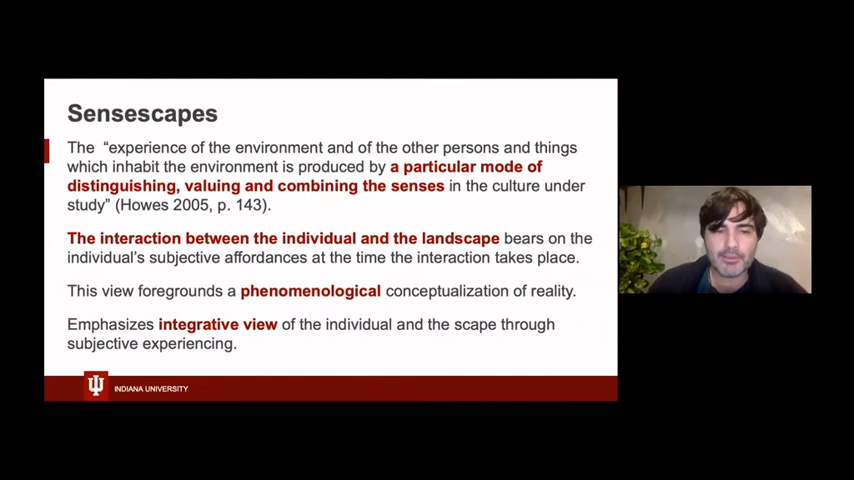 Sensescapes
The “experience of the environment and of the other persons and things
which inhabit the environment is produced by a particular mode of
distinguishing, valuing and combining the senses in the culture under
study” (Howes 2005, p. 143).
The interaction between the individual and the landscape bears on the
individual’s subjective affordances at the time the interaction takes place.
This view foregrounds a phenomenological conceptualization of reality.
Emphasizes integrative view of the individual and the scape through
subjective experiencing.
INDIANA UNIVERSITY